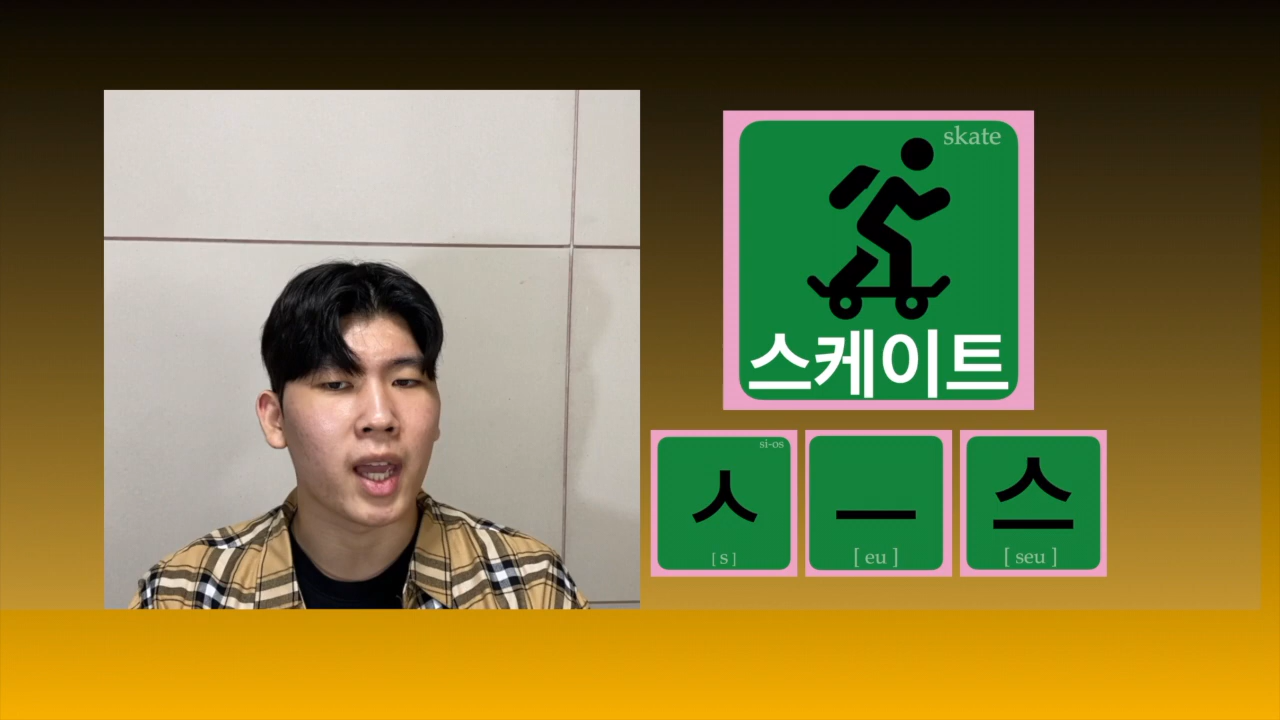 skate
스케이트
si-os
ㅅ
[ s ]
ㅡ
[ eu ]
스
[ seu ]